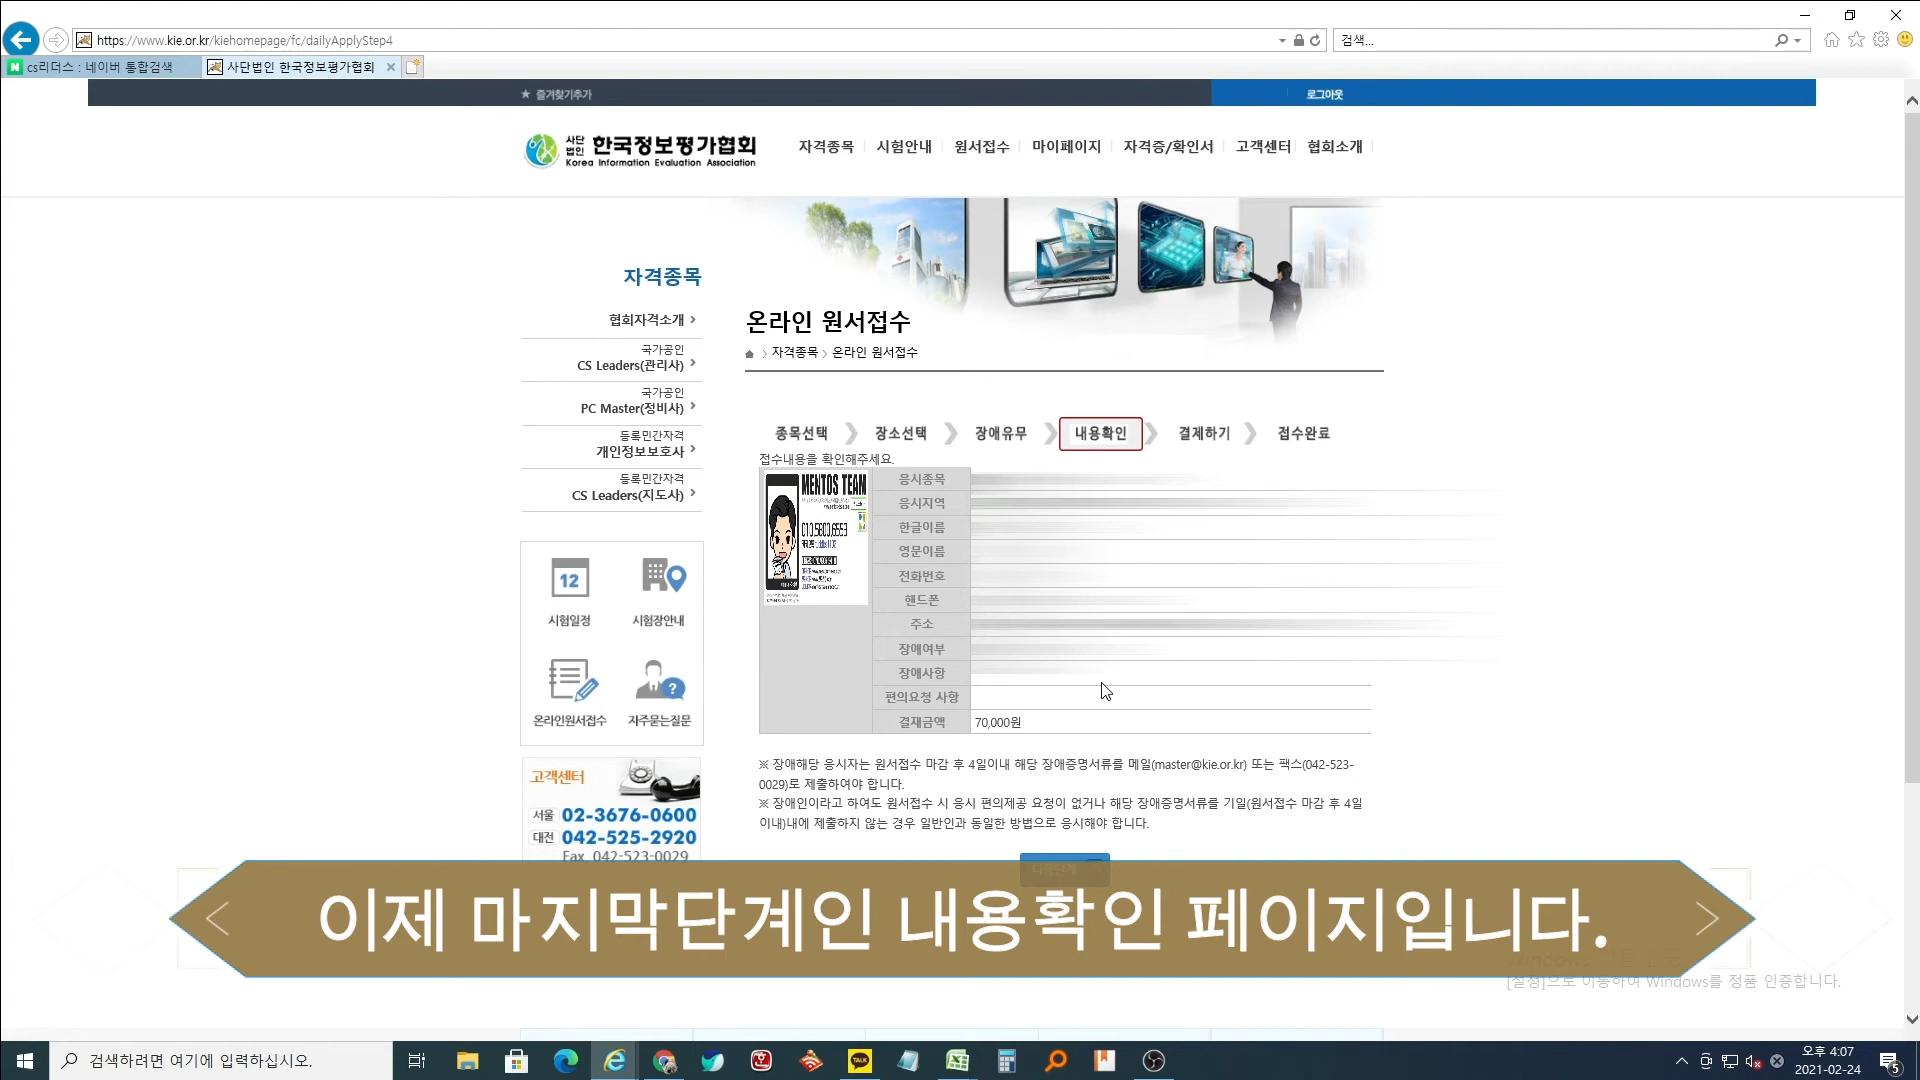 https://www.kie.or.kr/kiehomepage/fc/dailyApplyStep4
검색...
cs리더스 : 네이버 통합검색
사단법인 한국정보평가협회
★ 즐겨찾기추가
로그아웃
사단법인 한국정보평가협회
Korea Information Evaluation Association
자격종목
시험안내
원서접수
마이페이지
자격증/확인서
고객센터
협회소개
자격종목
협회자격소개
국가공인
CS Leaders(관리사)
국가공인
PC Master(정비사)
등록민간자격
개인정보보호사
등록민간자격
CS Leaders(지도사)
12
시험일정
시험장안내
온라인원서접수
자주묻는질문
고객센터
서울 02-3676-0600
대전 042-525-2920
Fax. 042-523-0029
온라인 원서접수
자격종목 > 온라인 원서접수
종목선택
장소선택
장애유무
내용확인
결제하기
접수완료
접수내용을 확인해주세요.
MENTOS TEAM
010.5800.6553
응시종목
응시지역
한글이름
영문이름
전화번호
핸드폰
주소
장애여부
장애사항
편의요청 사항
결재금액 70,000원
※ 장애해당 응시자는 원서접수 마감 후 4일이내 해당 장애증명서류를 메일(master@kie.or.kr) 또는 팩스(042-523-
0029)로 제출하여야 합니다.
※ 장애인이라고 하여도 원서접수 시 응시 편의제공 요청이 없거나 해당 장애증명서류를 기일(원서접수 마감 후 4일
이내)내에 제출하지 않는 경우 일반인과 동일한 방법으로 응시해야 합니다.
이제 마지막단계인 내용확인 페이지입니다.
[설정]으로 이동하여 Windows를 정품 인증합니다.
검색하려면 여기에 입력하십시오.
TALK
오후 4:07
2021-02-24
5